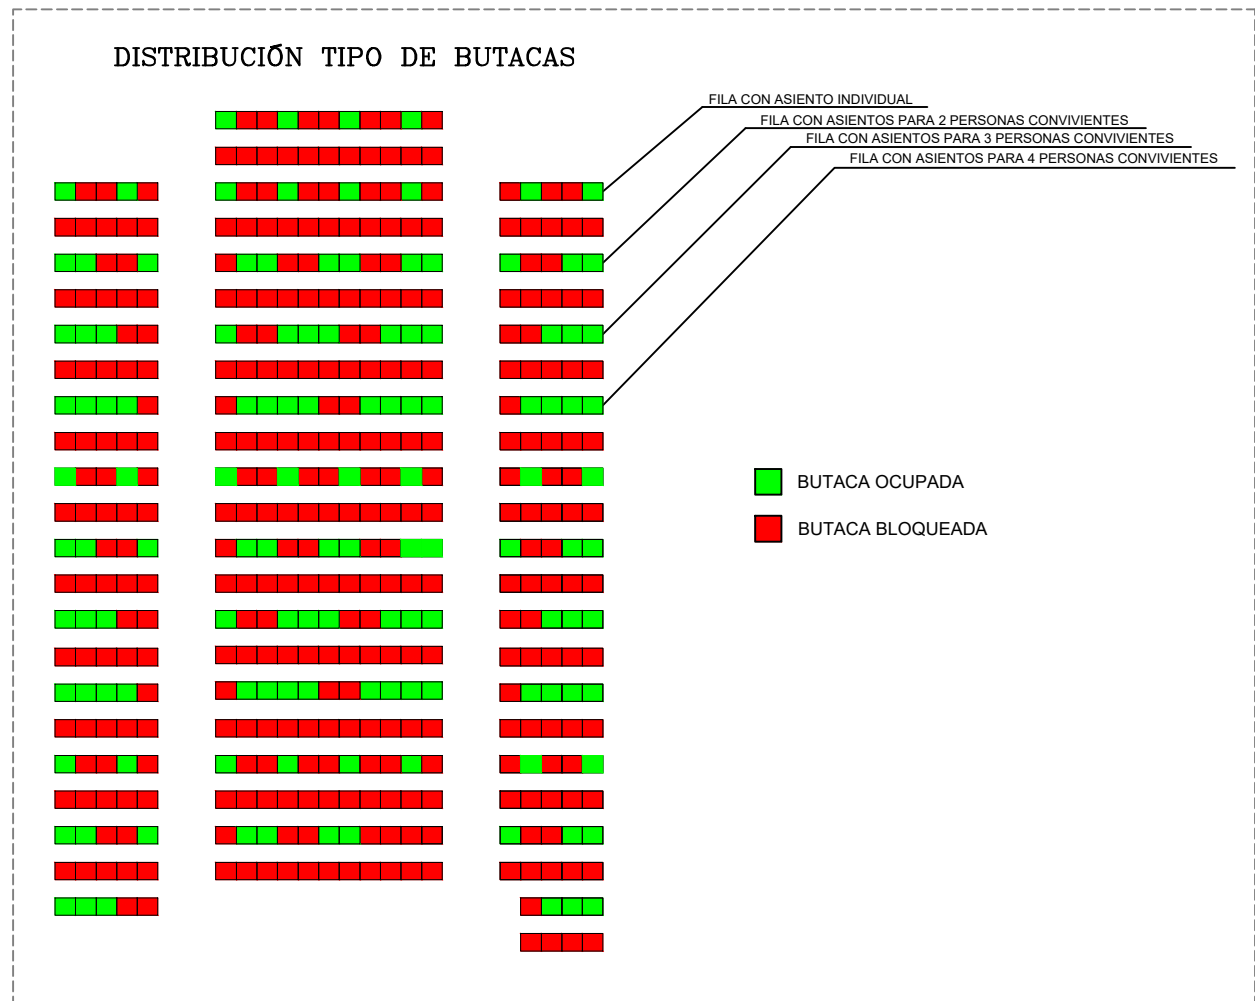 DISTRIBUCIÓN TIPO DE BUTACAS
FILA CON ASIENTO INDIVIDUAL
FILA CON ASIENTOS PARA 2 PERSONAS CONVIVIENTES
FILA CON ASIENTOS PARA 3 PERSONAS CONVIVIENTES
FILA CON ASIENTOS PARA 4 PERSONAS CONVIVIENTES
BUTACA OCUPADA
BUTACA BLOQUEADA